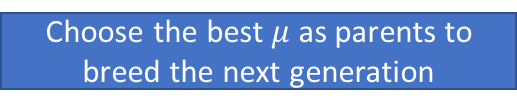 Choose the best 𝜇 as parents to
breed the next generation